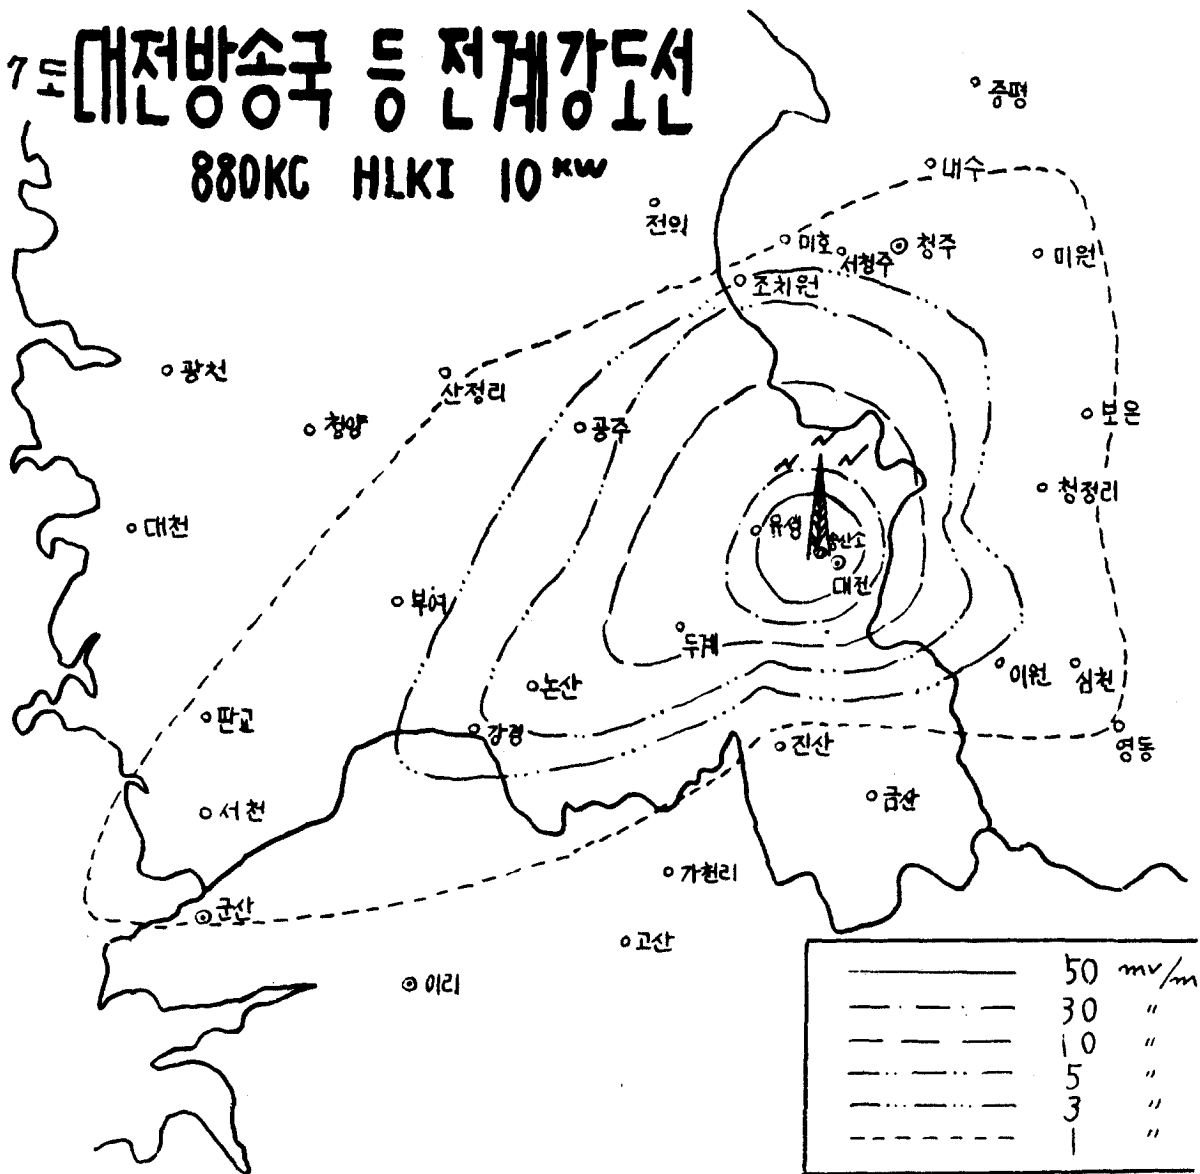 7도 대전방송국 등 전계강도선
880KC HLKI 10KW
증평
내수
전의
미호
서청주
청주
미원
조치원
광천
산정리
청양
공주
보은
청정리
대천
유성
대전
부여
두계
이원
심천
논산
판교
강경
진산
영동
금산
서천
가천리
군산
고산
이리
50 mv/m
30 "
10 "
5 "
3 "
1 "